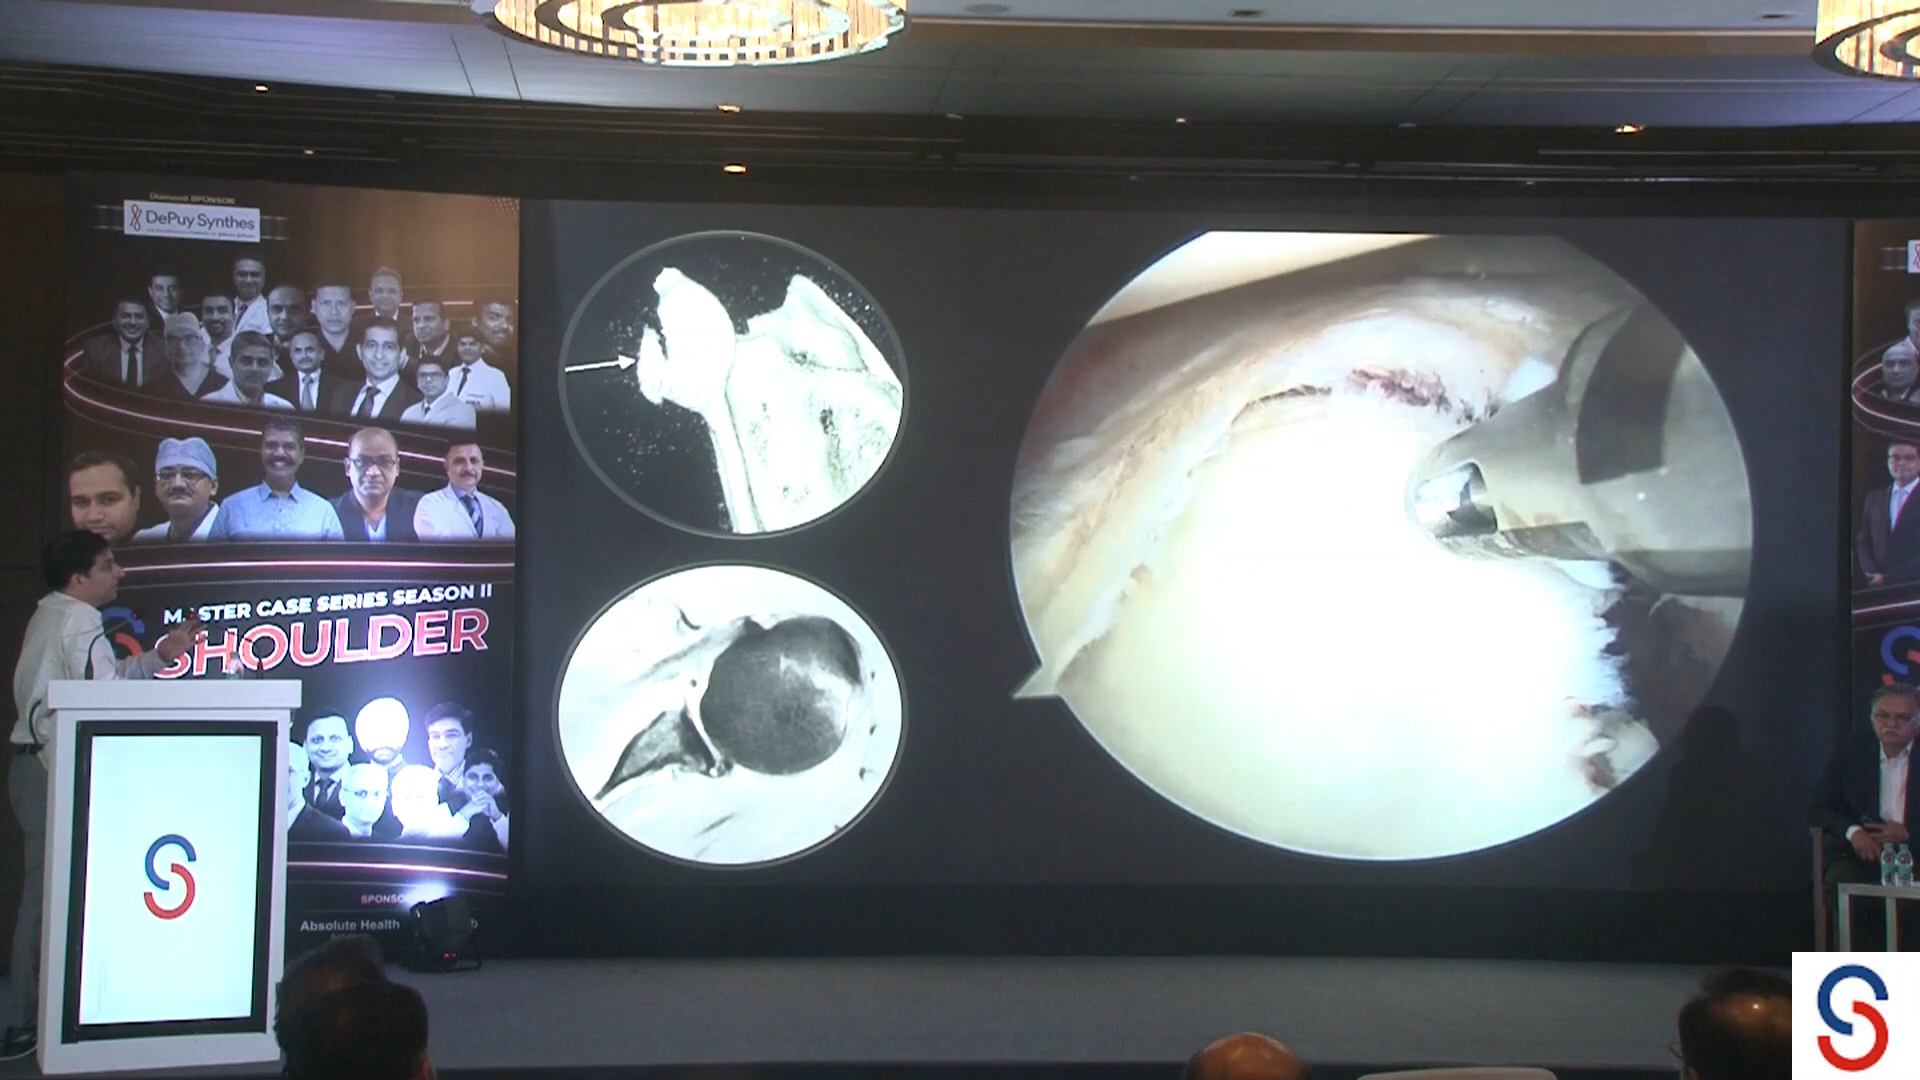 Diamond SPONSOR
DePuy Synthes
MASTER CASE SERIES SEASON II
SHOULDER
SPONSO
Absolute Health
b